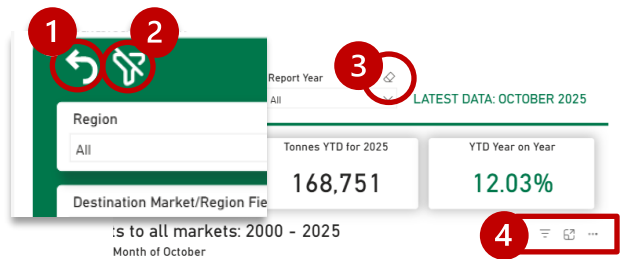 1
2
3
4
Report Year
All
LATEST DATA: OCTOBER 2025
Region
All
Destination Market/Region Fie
Tonnes YTD for 2025
168,751
YTD Year on Year
12.03%
s to all markets: 2000 - 2025
Month of October